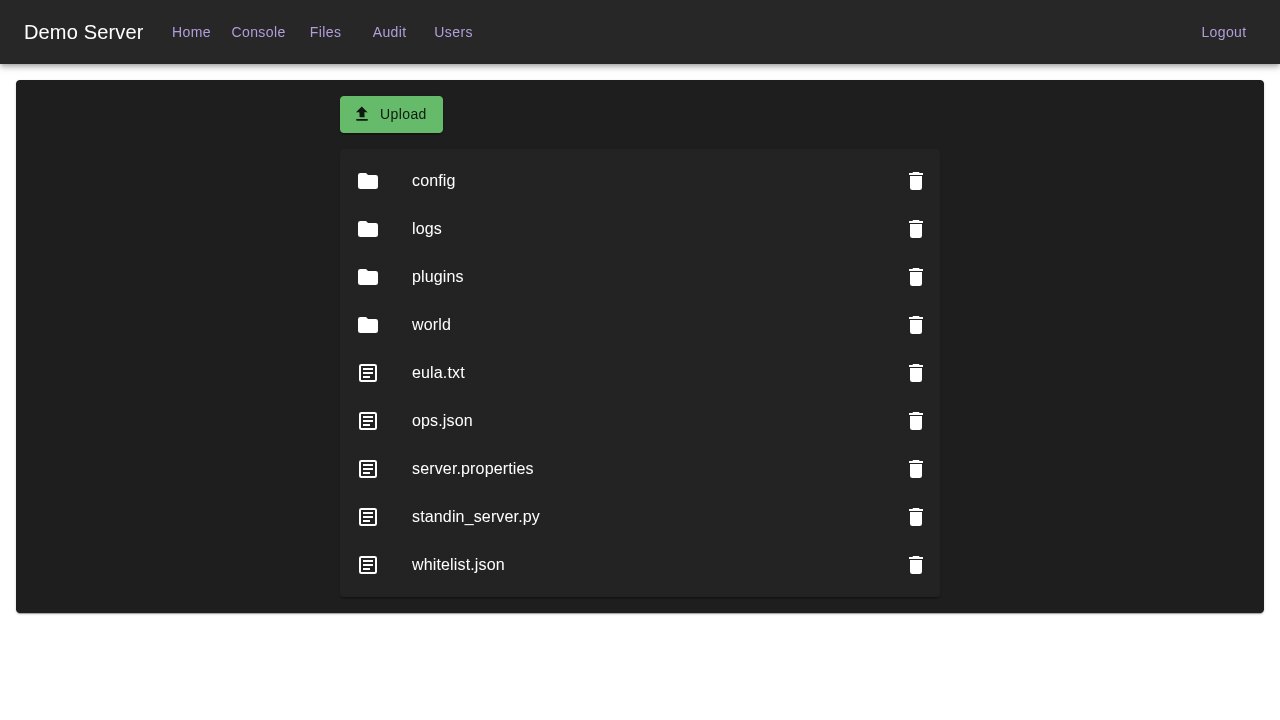 Demo Server Home Console Files Audit Users Logout
Upload
config
logs
plugins
world
eula.txt
ops.json
server.properties
standin_server.py
whitelist.json